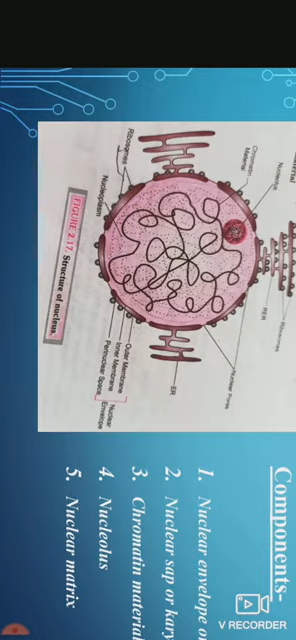 Components-
1. Nuclear envelope
2. Nuclear sap or kary
3. Chromatin material
4. Nucleolus
5. Nuclear matrix
Chromatin
Material
Nucleolus
Ribosomes
RER
Nuclear Pores
ER
Ribosomes
Nucleoplasm
Outer Membrane
Inner Membrane
Perinuclear Space
Nuclear
Envelope
FIGURE 2.17. Structure of nucleus.
V RECORDER